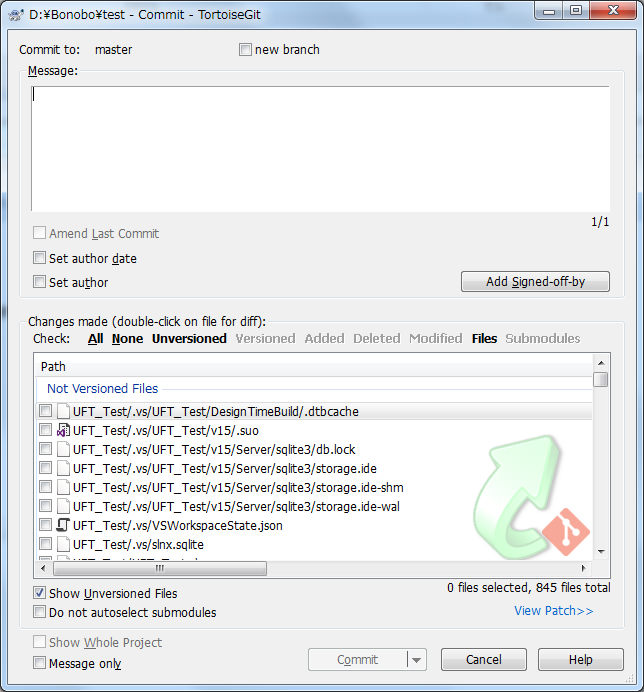 D:¥Bonobo¥test - Commit - TortoiseGit
Commit to: master new branch
Message:
1/1
Amend Last Commit
Set author date
Set author
Add Signed-off-by
Changes made (double-click on file for diff):
Check: All None Unversioned Versioned Added Deleted Modified Files Submodules
Path
Not Versioned Files
UFT_Test/.vs/UFT_Test/DesignTimeBuild/.dtbcache
UFT_Test/.vs/UFT_Test/v15/.suo
UFT_Test/.vs/UFT_Test/v15/Server/sqlite3/db.lock
UFT_Test/.vs/UFT_Test/v15/Server/sqlite3/storage.ide
UFT_Test/.vs/UFT_Test/v15/Server/sqlite3/storage.ide-shm
UFT_Test/.vs/UFT_Test/v15/Server/sqlite3/storage.ide-wal
UFT_Test/.vs/VSWorkspaceState.json
UFT_Test/.vs/slnx.sqlite
Show Unversioned Files
0 files selected, 845 files total
Do not autoselect submodules
View Patch>>
Show Whole Project
Message only
Commit Cancel Help